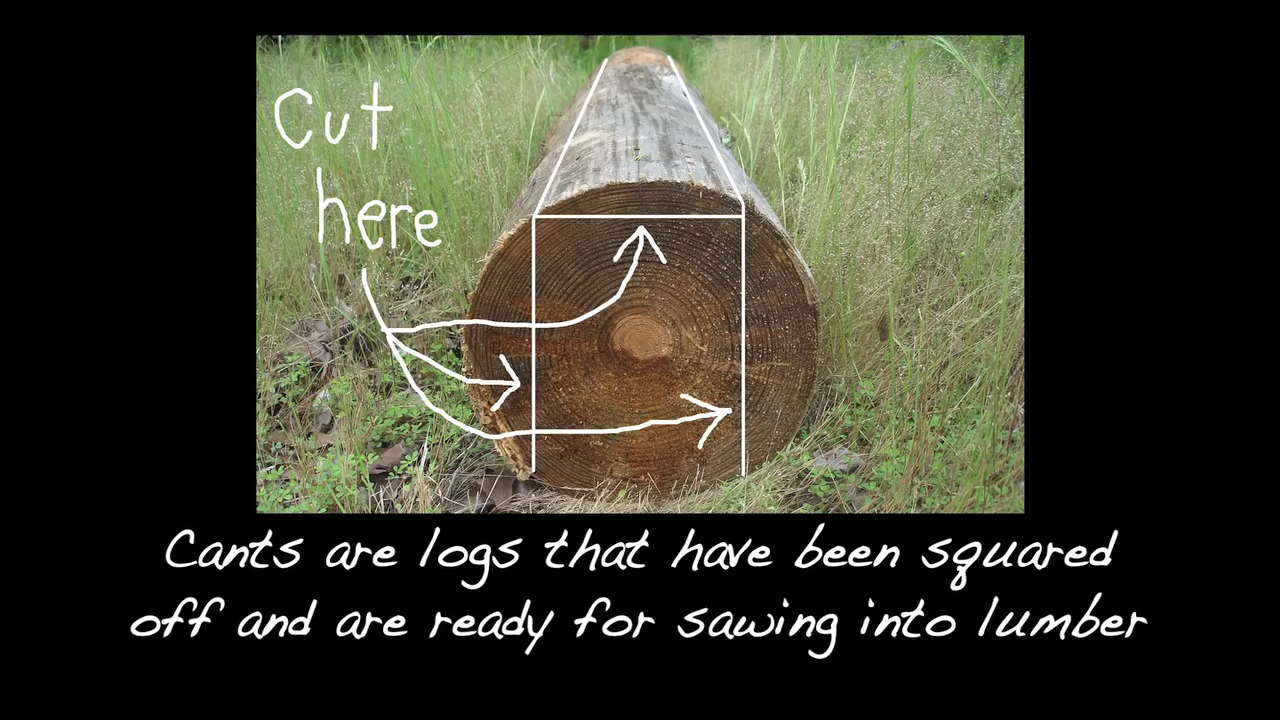 Cut
here
Cants are logs that have been squared
off and are ready for sawing into lumber